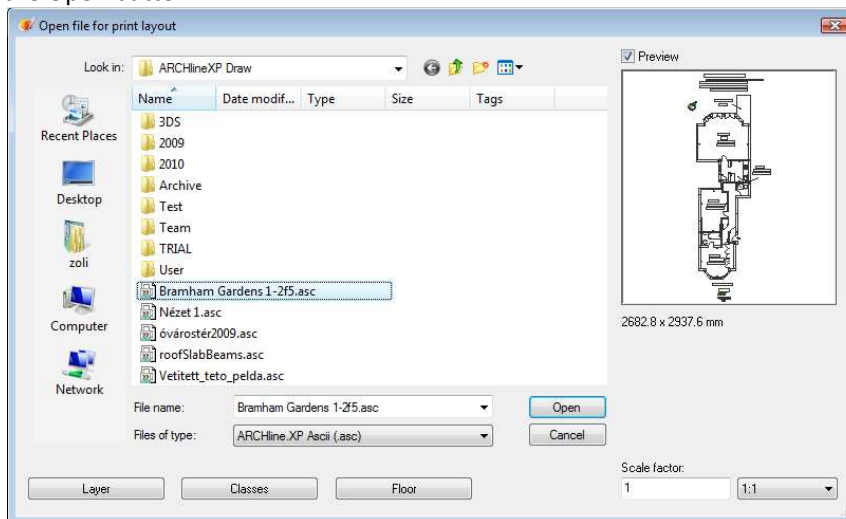 Open file for print layout
Look in:
ARCHlineXP Draw
Preview
Name
Date modif...
Type
Size
Tags
Recent Places
Desktop
zoli
Computer
Network
3DS
2009
2010
Archive
Test
Team
TRIAL
User
Bramham Gardens 1-2f5.asc
Nézet 1.asc
óvárostér2009.asc
roofSlabBeams.asc
Vetitett_teto_pelda.asc
2682.8 x 2937.6 mm
File name:
Bramham Gardens 1-2f5.asc
Open
Files of type:
ARCHline.XP Ascii (.asc)
Cancel
Layer
Classes
Floor
Scale factor:
1
1:1